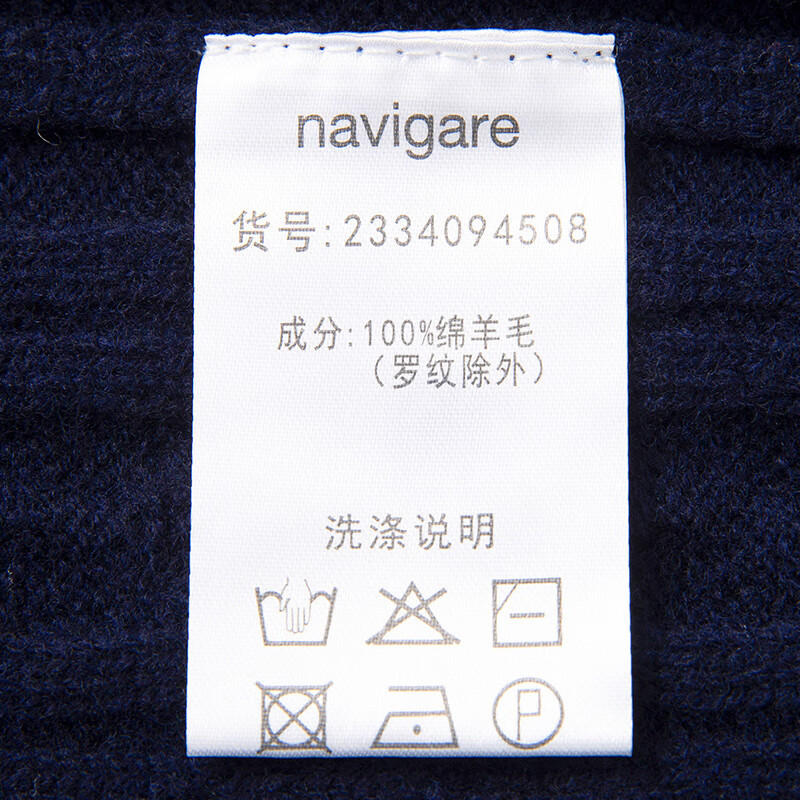 navigare
货号:2334094508
成分:100%绵羊毛
（罗纹除外）
洗涤说明
P